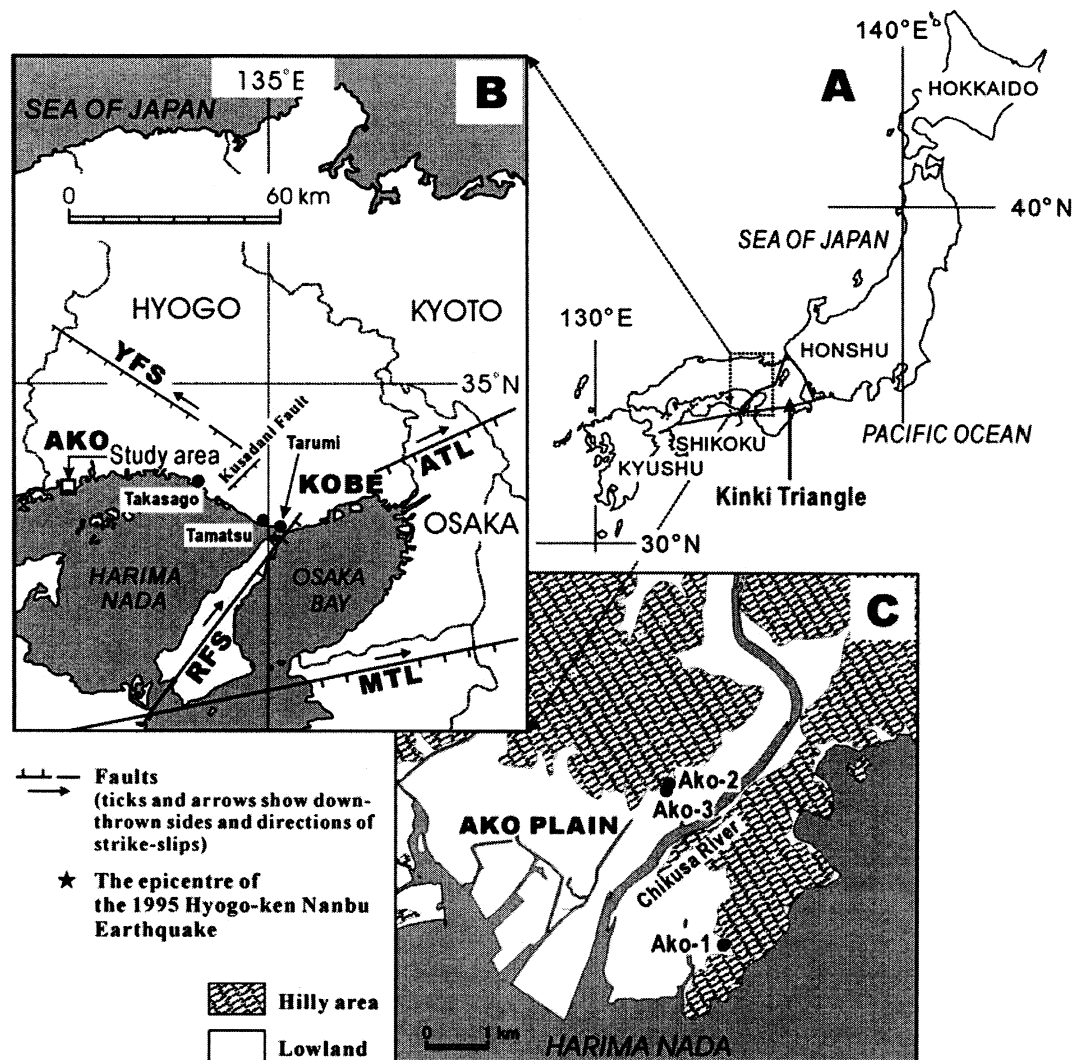 A
140°E
HOKKAIDO
40°N
SEA OF JAPAN
130°E
HONSHU
SHIKOKU
KYUSHU
PACIFIC OCEAN
Kinki Triangle
30°N
B
135°E
SEA OF JAPAN
0 60 km
HYOGO
KYOTO
YFS
35°N
AKO
Study area
Kusadani Fault
Tarumi
ATL
Takasago
KOBE
OSAKA
Tamatsu
HARIMA
NADA
OSAKA
BAY
RFS
MTL
C
Ako-2
Ako-3
AKO PLAIN
Chikusa River
Ako-1
0 1 km
HARIMA NADA
Faults
(ticks and arrows show down-
thrown sides and directions of
strike-slips)
★ The epicentre of
the 1995 Hyogo-ken Nanbu
Earthquake
Hilly area
Lowland